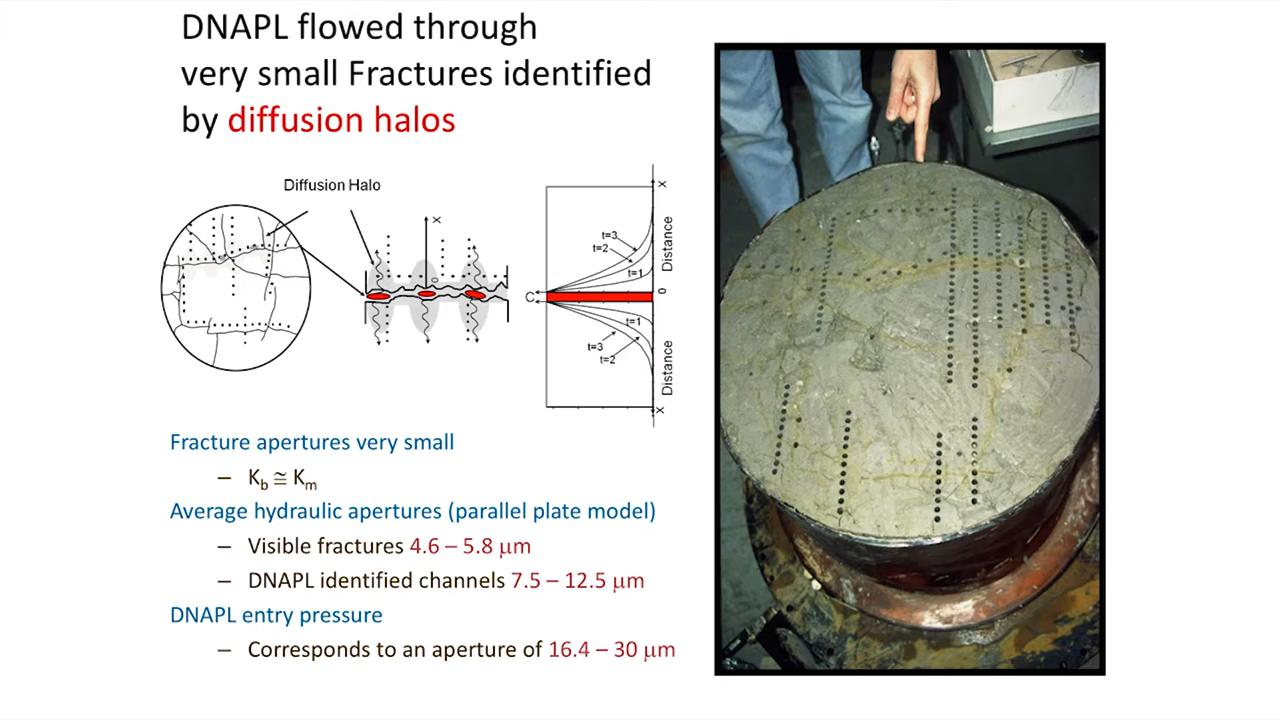 DNAPL flowed through
very small Fractures identified
by diffusion halos
Diffusion Halo
X
0
C
t=3
t=2
t=1
t=1
t=3
t=2
X
Distance
0
Distance
X
Fracture apertures very small
– K_b ≅ K_m
Average hydraulic apertures (parallel plate model)
– Visible fractures 4.6 – 5.8 μm
– DNAPL identified channels 7.5 – 12.5 μm
DNAPL entry pressure
– Corresponds to an aperture of 16.4 – 30 μm